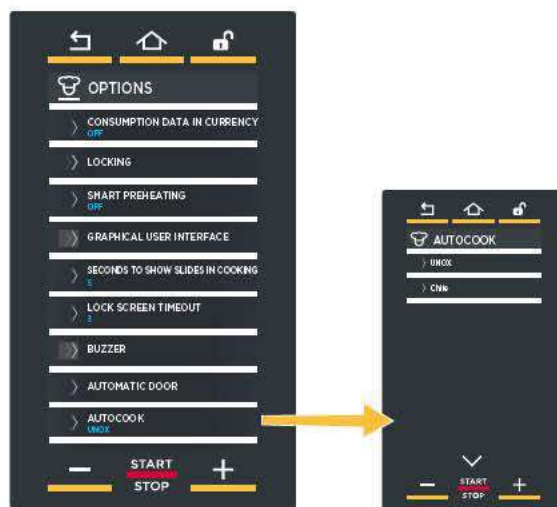 OPTIONS
CONSUMPTION DATA IN CURRENCY
OFF
LOCKING
SMART PREHEATING
OFF
GRAPHICAL USER INTERFACE
SECONDS TO SHOW SLIDES IN COOKING
5
LOCK SCREEN TIMEOUT
3
BUZZER
AUTOMATIC DOOR
AUTOCOOK
UNOX
START
STOP
AUTOCOOK
UNOX
Chile
START
STOP